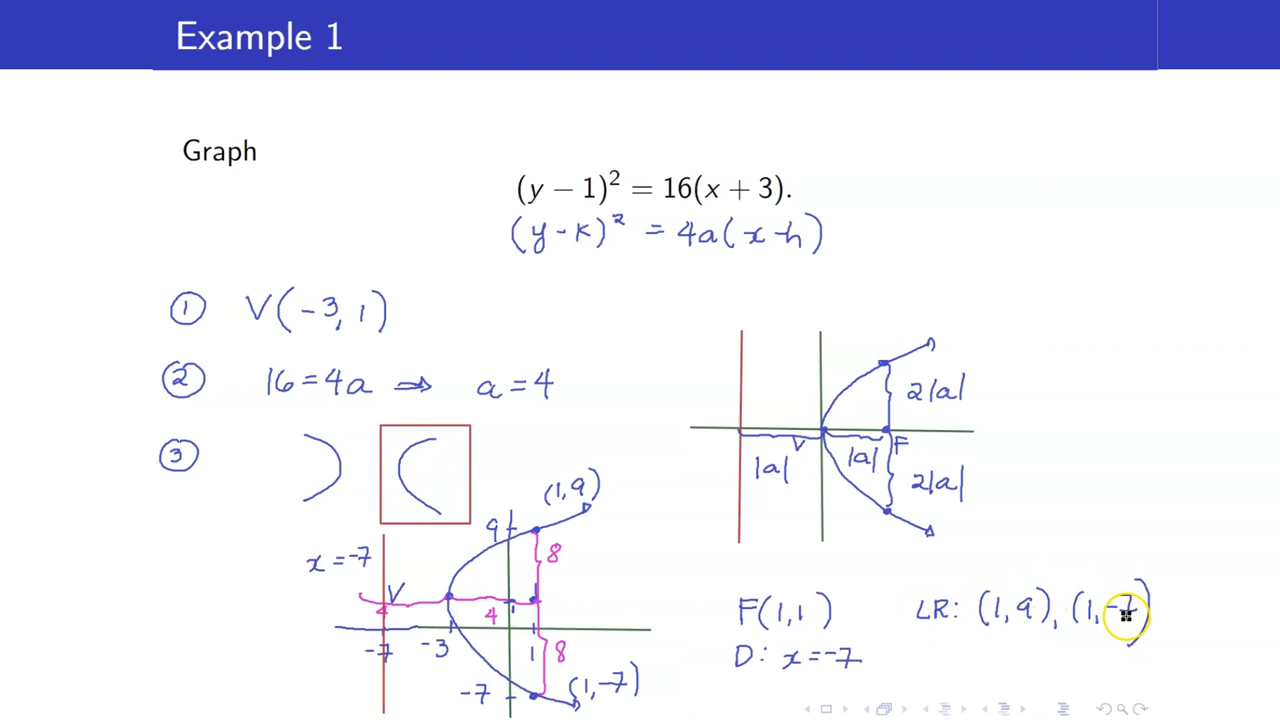 Example 1
Graph
(y − 1)² = 16(x + 3).
(y - k)² = 4a(x - h)
① V(-3, 1)
② 16 = 4a ⇒ a = 4
③
2|a|
V F
|a| |a|
2|a|
(1, 9)
9
8
x = -7
V
4 4 1
-7 -3 1 8
-7 (1, -7)
F(1, 1) LR: (1, 9), (1, -7)
D: x = -7